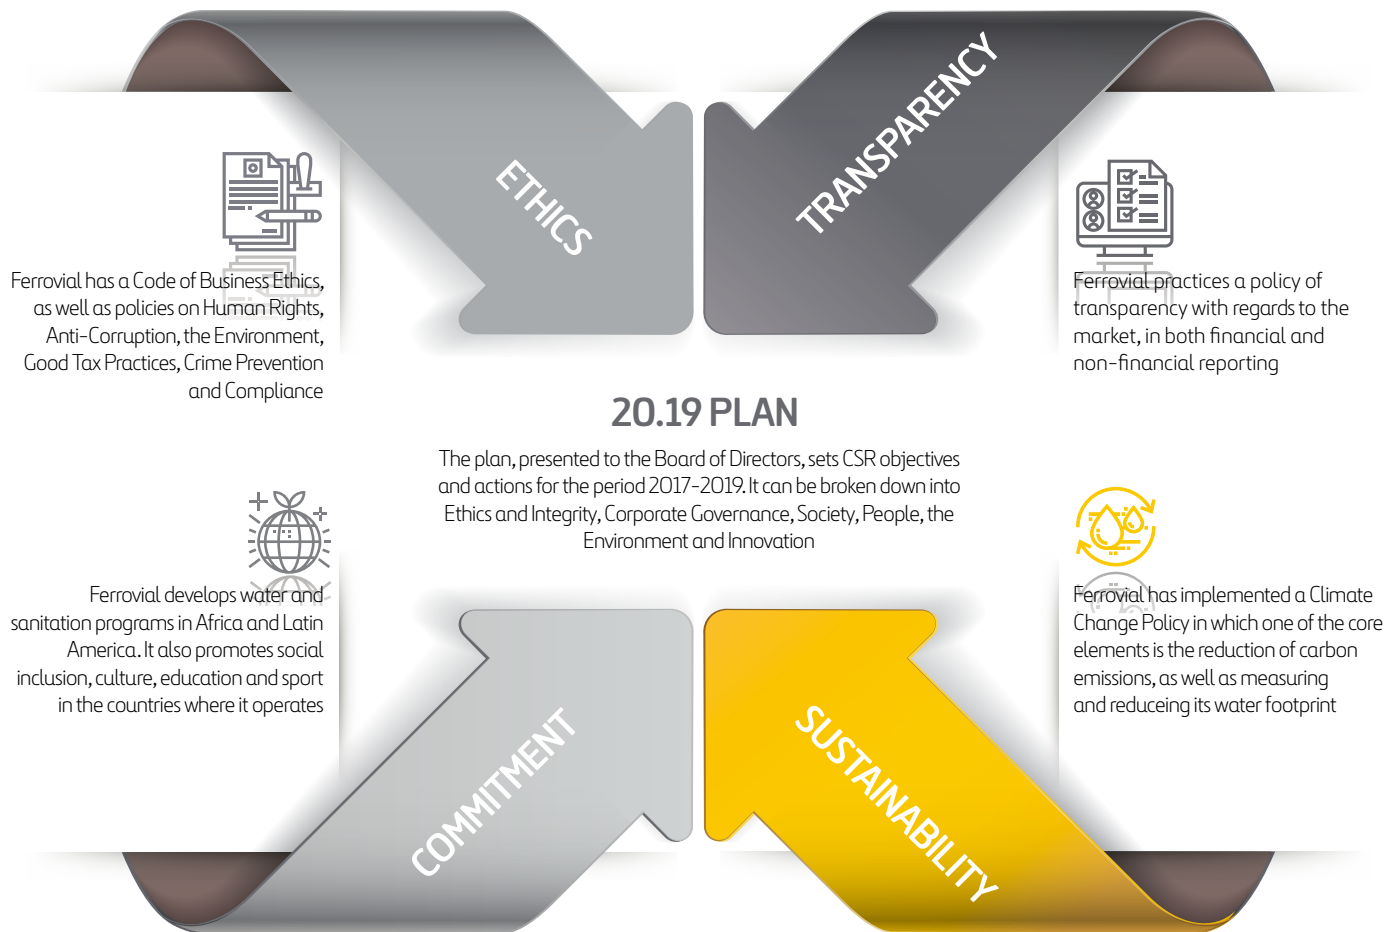 ETHICS
TRANSPARENCY
Ferrovial has a Code of Business Ethics,
as well as policies on Human Rights,
Anti-Corruption, the Environment,
Good Tax Practices, Crime Prevention
and Compliance
Ferrovial practices a policy of
transparency with regards to the
market, in both financial and
non-financial reporting
20.19 PLAN
The plan, presented to the Board of Directors, sets CSR objectives
and actions for the period 2017-2019. It can be broken down into
Ethics and Integrity, Corporate Governance, Society, People, the
Environment and Innovation
Ferrovial develops water and
sanitation programs in Africa and Latin
America. It also promotes social
inclusion, culture, education and sport
in the countries where it operates
Ferrovial has implemented a Climate
Change Policy in which one of the core
elements is the reduction of carbon
emissions, as well as measuring
and reduceing its water footprint
COMMITMENT
SUSTAINABILITY